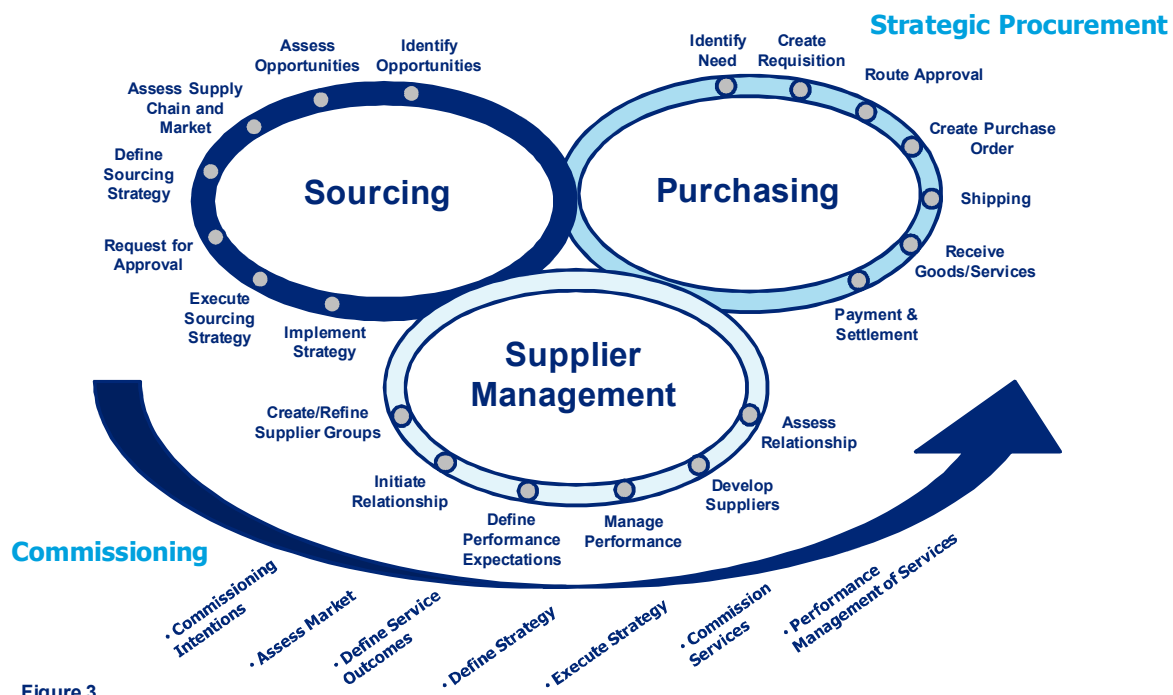 Strategic Procurement
Assess
Opportunities
Identify
Opportunities
Assess Supply
Chain and
Market
Define
Sourcing
Strategy
Request for
Approval
Execute
Sourcing
Strategy
Implement
Strategy
Sourcing
Identify
Need
Create
Requisition
Route Approval
Create Purchase
Order
Shipping
Receive
Goods/Services
Payment &
Settlement
Purchasing
Supplier
Management
Create/Refine
Supplier Groups
Initiate
Relationship
Define
Performance
Expectations
Manage
Performance
Develop
Suppliers
Assess
Relationship
Commissioning
• Commissioning
Intentions
• Assess Market
• Define Service
Outcomes
• Define Strategy
• Execute Strategy
• Commission
Services
• Performance
Management of Services
Figure 3